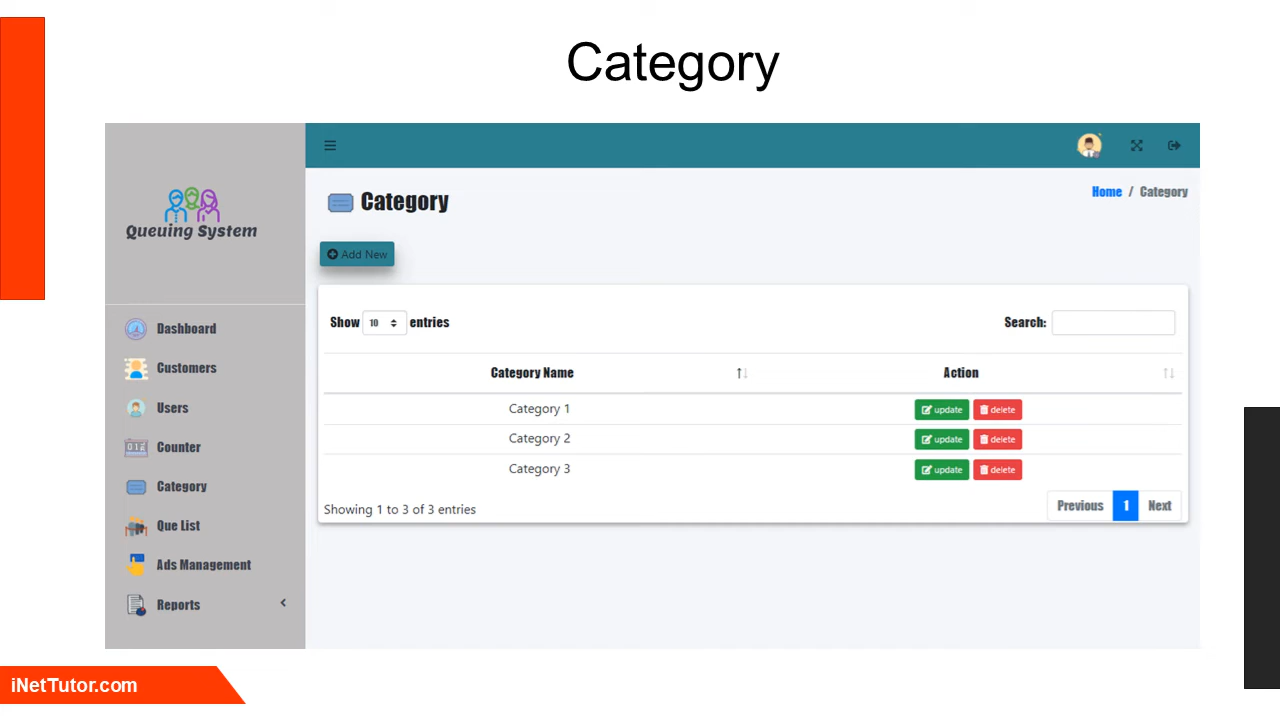 Category
Queuing System
Home / Category
Category
Add New
Show 10 entries
Search:
Category Name Action
Category 1 update delete
Category 2 update delete
Category 3 update delete
Showing 1 to 3 of 3 entries
Previous 1 Next
Dashboard
Customers
Users
Counter
Category
Que List
Ads Management
Reports
iNetTutor.com